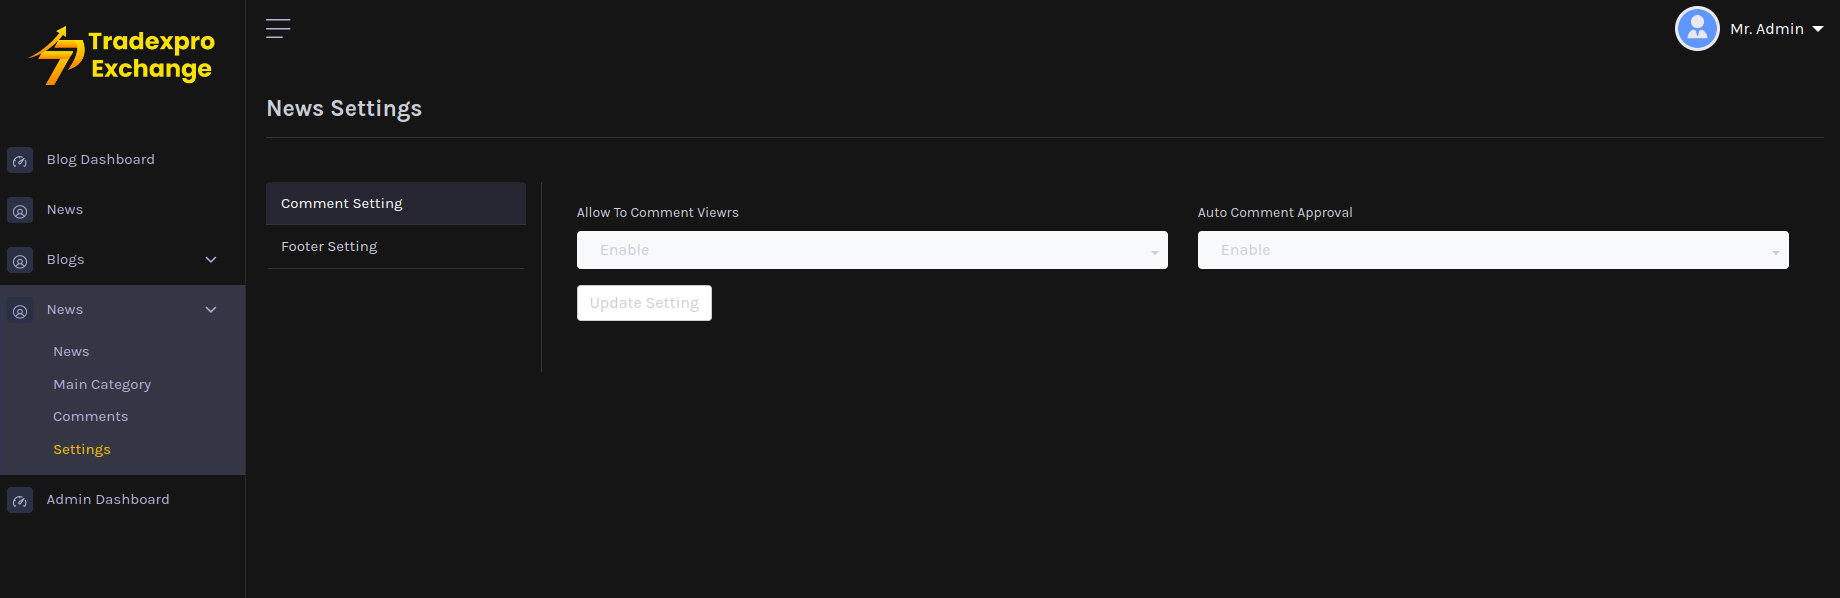 Tradexpro
Exchange
Mr. Admin
News Settings
Blog Dashboard
News
Blogs
News
News
Main Category
Comments
Settings
Admin Dashboard
Comment Setting
Footer Setting
Allow To Comment Viewrs
Enable
Auto Comment Approval
Enable
Update Setting